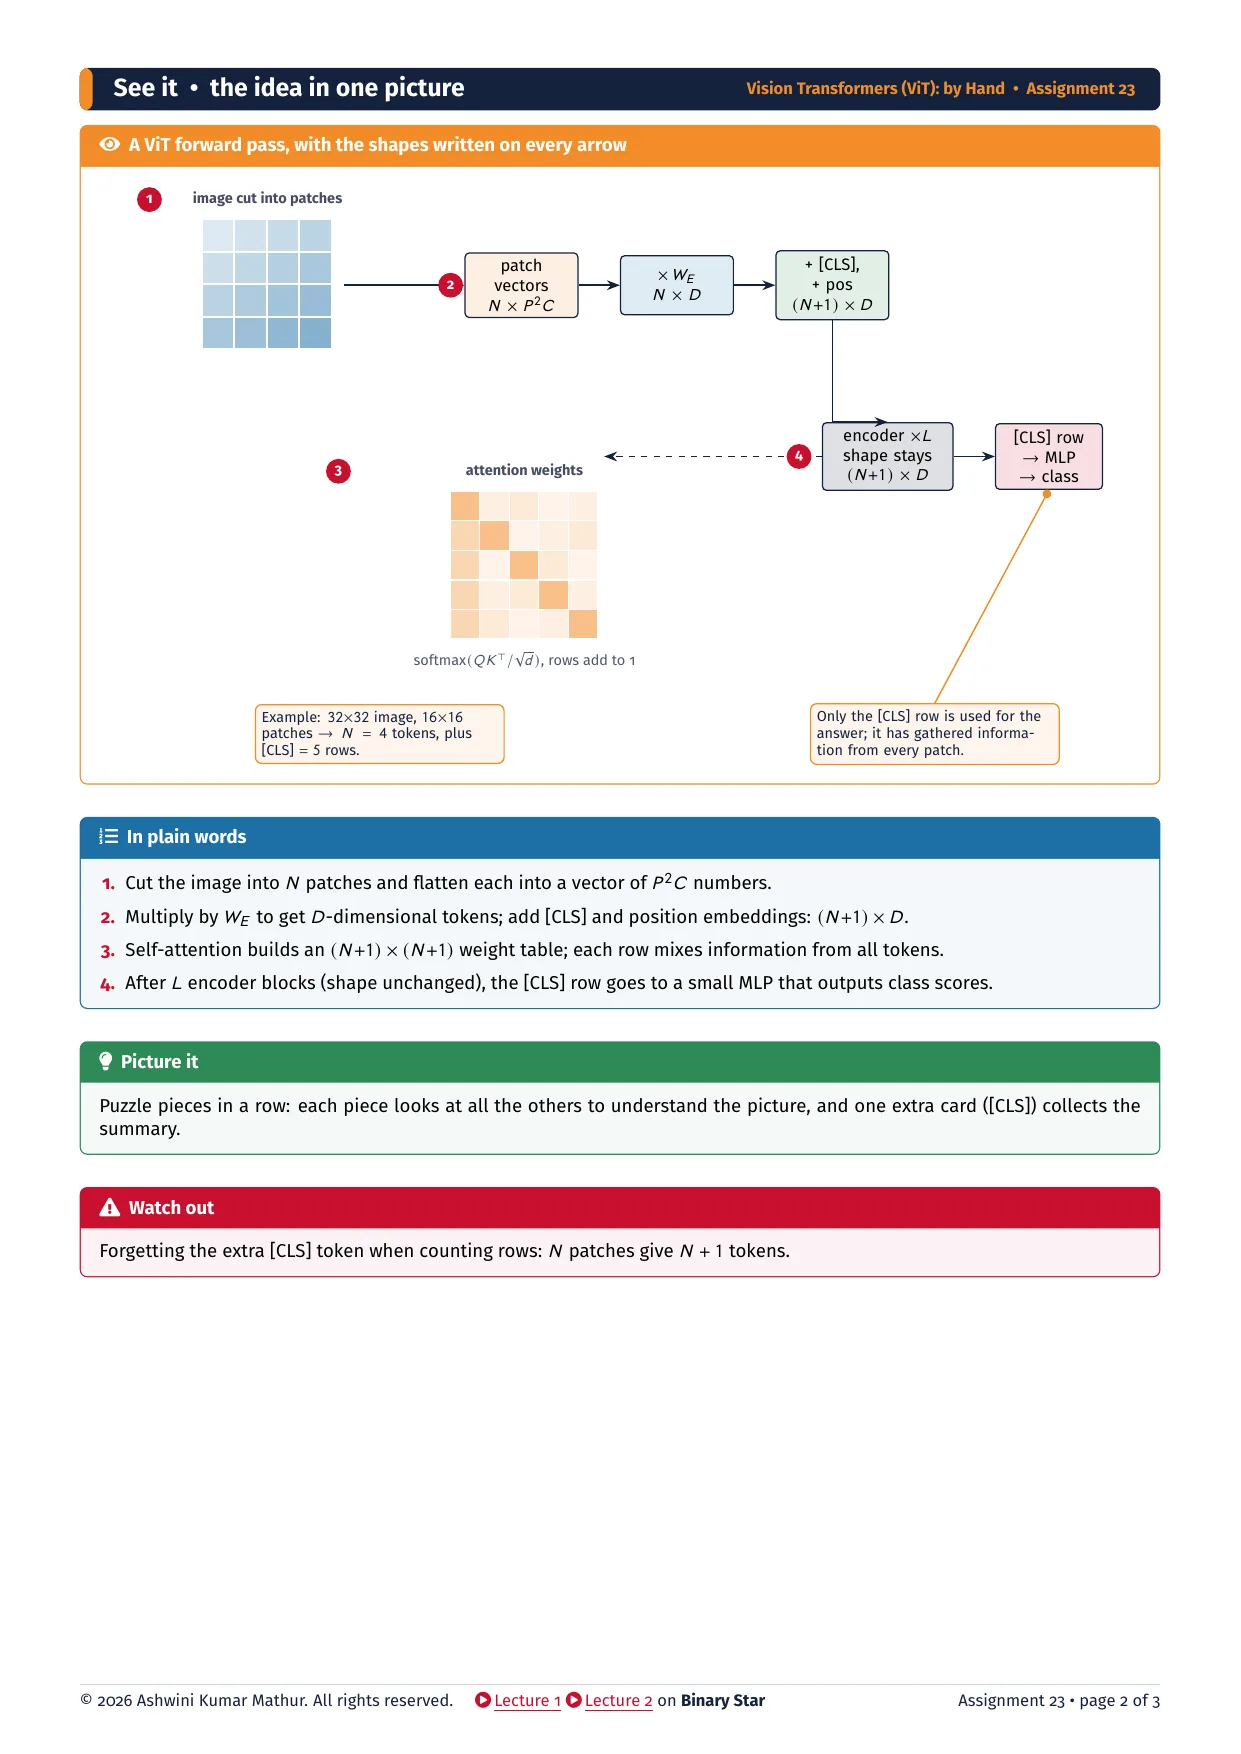 See it • the idea in one picture
Vision Transformers (ViT): by Hand • Assignment 23
A ViT forward pass, with the shapes written on every arrow
1
image cut into patches
2
patch
vectors
N × P²C
× W_E
N × D
+ [CLS],
+ pos
(N+1) × D
3
attention weights
4
encoder ×L
shape stays
(N+1) × D
[CLS] row
→ MLP
→ class
softmax(QK⊤/√d), rows add to 1
Example: 32×32 image, 16×16
patches → N = 4 tokens, plus
[CLS] = 5 rows.
Only the [CLS] row is used for the
answer; it has gathered informa-
tion from every patch.
In plain words
1. Cut the image into N patches and flatten each into a vector of P²C numbers.
2. Multiply by W_E to get D-dimensional tokens; add [CLS] and position embeddings: (N+1) × D.
3. Self-attention builds an (N+1) × (N+1) weight table; each row mixes information from all tokens.
4. After L encoder blocks (shape unchanged), the [CLS] row goes to a small MLP that outputs class scores.
Picture it
Puzzle pieces in a row: each piece looks at all the others to understand the picture, and one extra card ([CLS]) collects the
summary.
Watch out
Forgetting the extra [CLS] token when counting rows: N patches give N + 1 tokens.
© 2026 Ashwini Kumar Mathur. All rights reserved. Lecture 1 Lecture 2 on Binary Star
Assignment 23 • page 2 of 3